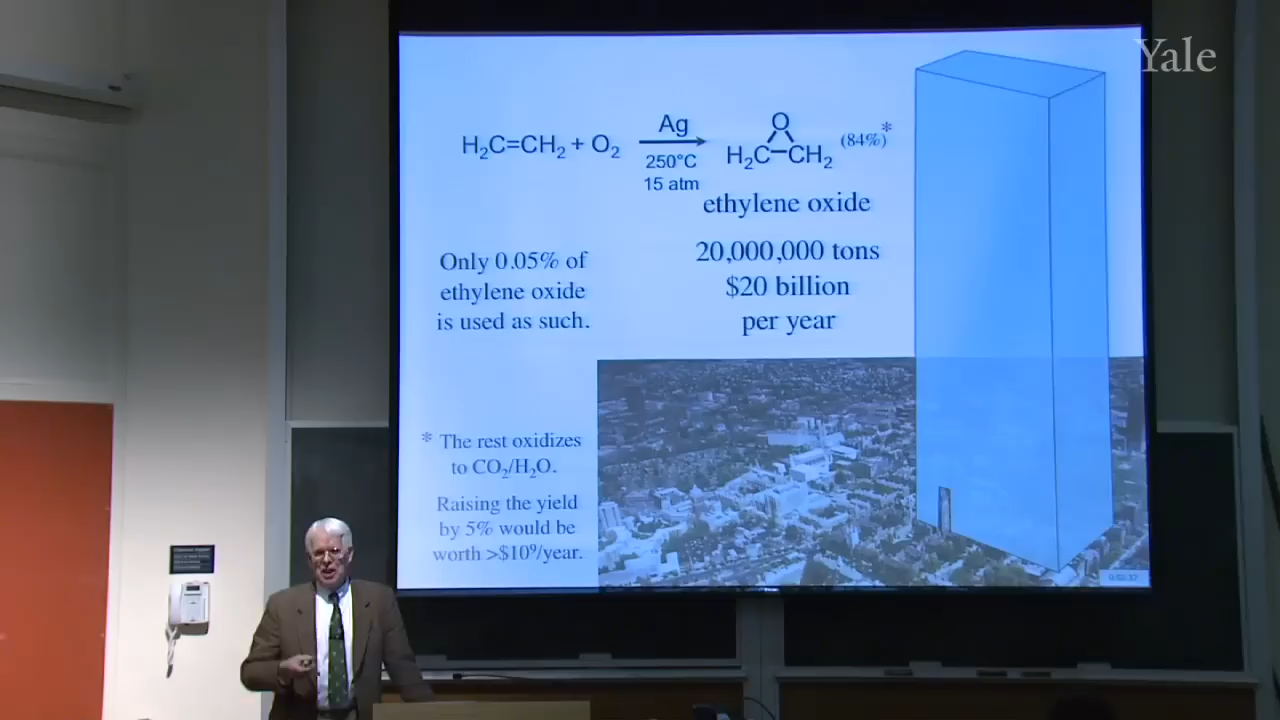 Yale
H₂C=CH₂ + O₂
Ag
250°C
15 atm
O
H₂C–CH₂
(84%)*
ethylene oxide
20,000,000 tons
$20 billion
per year
Only 0.05% of
ethylene oxide
is used as such.
* The rest oxidizes
to CO₂/H₂O.
Raising the yield
by 5% would be
worth >$10⁹/year.